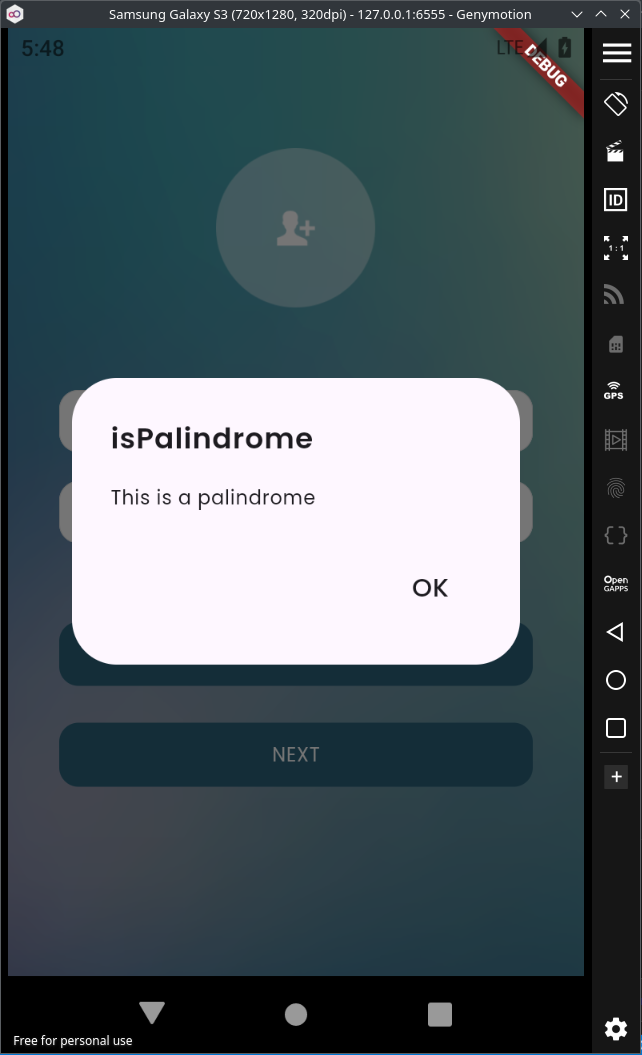 Samsung Galaxy S3 (720x1280, 320dpi) - 127.0.0.1:6555 - Genymotion
5:48
LTE
DEBUG
ID
1:1
GPS
isPalindrome
This is a palindrome
OK
Open
GAPPS
NEXT
Free for personal use